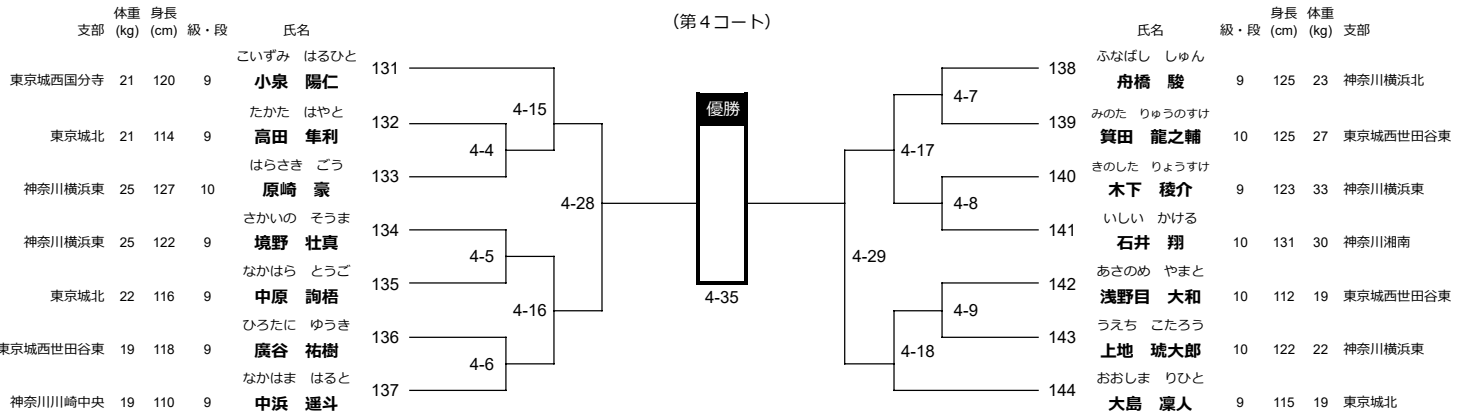 （第４コート）
支部 体重(kg) 身長(cm) 級・段 氏名
こいずみ　はるひと
東京城西国分寺 21 120 9 小泉　陽仁 131
たかた　はやと
東京城北 21 114 9 高田　隼利 132
はらさき　ごう
神奈川横浜東 25 127 10 原崎　豪 133
さかいの　そうま
神奈川横浜東 25 122 9 境野　壮真 134
なかはら　とうご
東京城北 22 116 9 中原　詢梧 135
ひろたに　ゆうき
東京城西世田谷東 19 118 9 廣谷　祐樹 136
なかはま　はると
神奈川川崎中央 19 110 9 中浜　遥斗 137
4-15
4-4
4-28
4-5
4-16
4-6
優勝
4-35
4-7
4-17
4-8
4-29
4-9
4-18
氏名 級・段 身長(cm) 体重(kg) 支部
ふなばし　しゅん
138 舟橋　駿 9 125 23 神奈川横浜北
みのた　りゅうのすけ
139 箕田　龍之輔 10 125 27 東京城西世田谷東
きのした　りょうすけ
140 木下　稜介 9 123 33 神奈川横浜東
いしい　かける
141 石井　翔 10 131 30 神奈川湘南
あさのめ　やまと
142 浅野目　大和 10 112 19 東京城西世田谷東
うえち　こたろう
143 上地　琥大郎 10 122 22 神奈川横浜東
おおしま　りひと
144 大島　凜人 9 115 19 東京城北